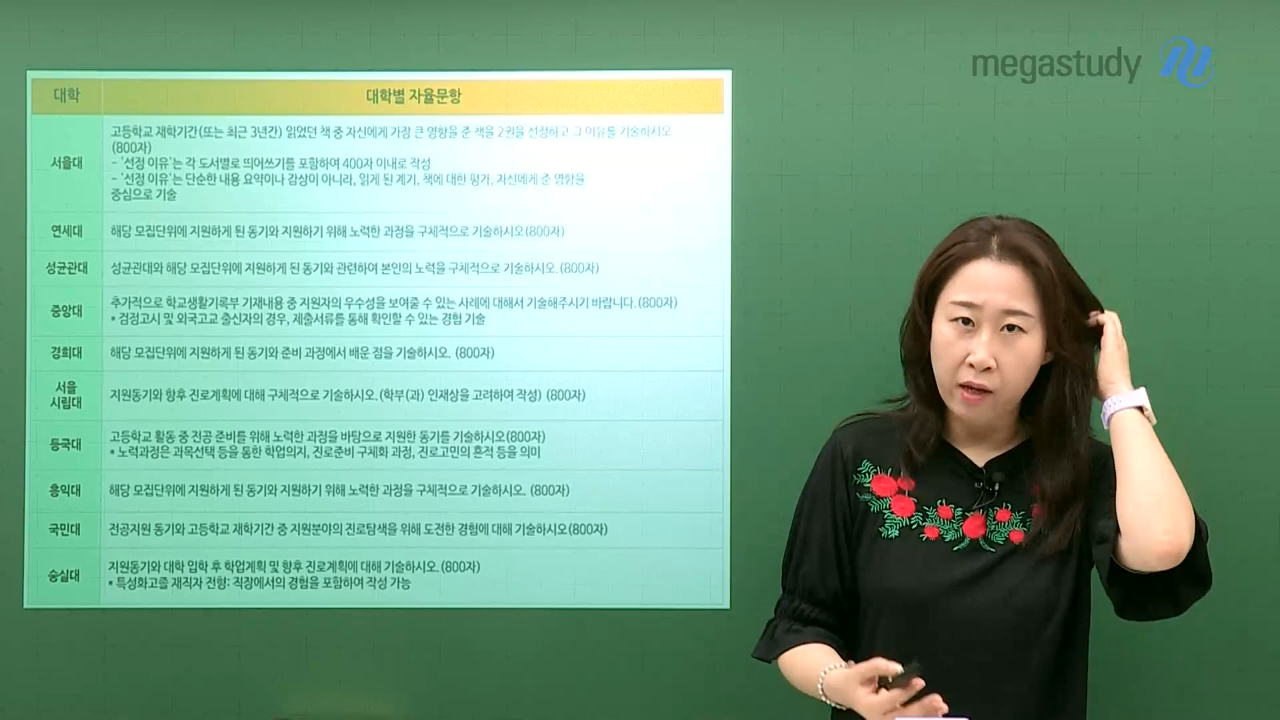 megastudy
대학 대학별 자율문항
서울대
고등학교 재학기간(또는 최근 3년간) 읽었던 책 중 자신에게 가장 큰 영향을 준 책을 2권을 선정하고 그 이유를 기술하시오
(800자)
- '선정 이유'는 각 도서별로 띄어쓰기를 포함하여 400자 이내로 작성
- '선정 이유'는 단순한 내용 요약이나 감상이 아니라, 읽게 된 계기, 책에 대한 평가, 자신에게 준 영향을
중심으로 기술
연세대 해당 모집단위에 지원하게 된 동기와 지원하기 위해 노력한 과정을 구체적으로 기술하시오(800자)
성균관대 성균관대와 해당 모집단위에 지원하게 된 동기와 관련하여 본인의 노력을 구체적으로 기술하시오.(800자)
중앙대
추가적으로 학교생활기록부 기재내용 중 지원자의 우수성을 보여줄 수 있는 사례에 대해서 기술해주시기 바랍니다.(800자)
* 검정고시 및 외국고교 출신자의 경우, 제출서류를 통해 확인할 수 있는 경험 기술
경희대 해당 모집단위에 지원하게 된 동기와 준비 과정에서 배운 점을 기술하시오. (800자)
서울
시립대
지원동기와 향후 진로계획에 대해 구체적으로 기술하시오.(학부(과) 인재상을 고려하여 작성) (800자)
동국대
고등학교 활동 중 전공 준비를 위해 노력한 과정을 바탕으로 지원한 동기를 기술하시오(800자)
* 노력과정은 과목선택 등을 통한 학업의지, 진로준비 구체화 과정, 진로고민의 흔적 등을 의미
홍익대 해당 모집단위에 지원하게 된 동기와 지원하기 위해 노력한 과정을 구체적으로 기술하시오. (800자)
국민대 전공지원 동기와 고등학교 재학기간 중 지원분야의 진로탐색을 위해 도전한 경험에 대해 기술하시오(800자)
숭실대
지원동기와 대학 입학 후 학업계획 및 향후 진로계획에 대해 기술하시오.(800자)
* 특성화고졸 재직자 전형: 직장에서의 경험을 포함하여 작성 가능